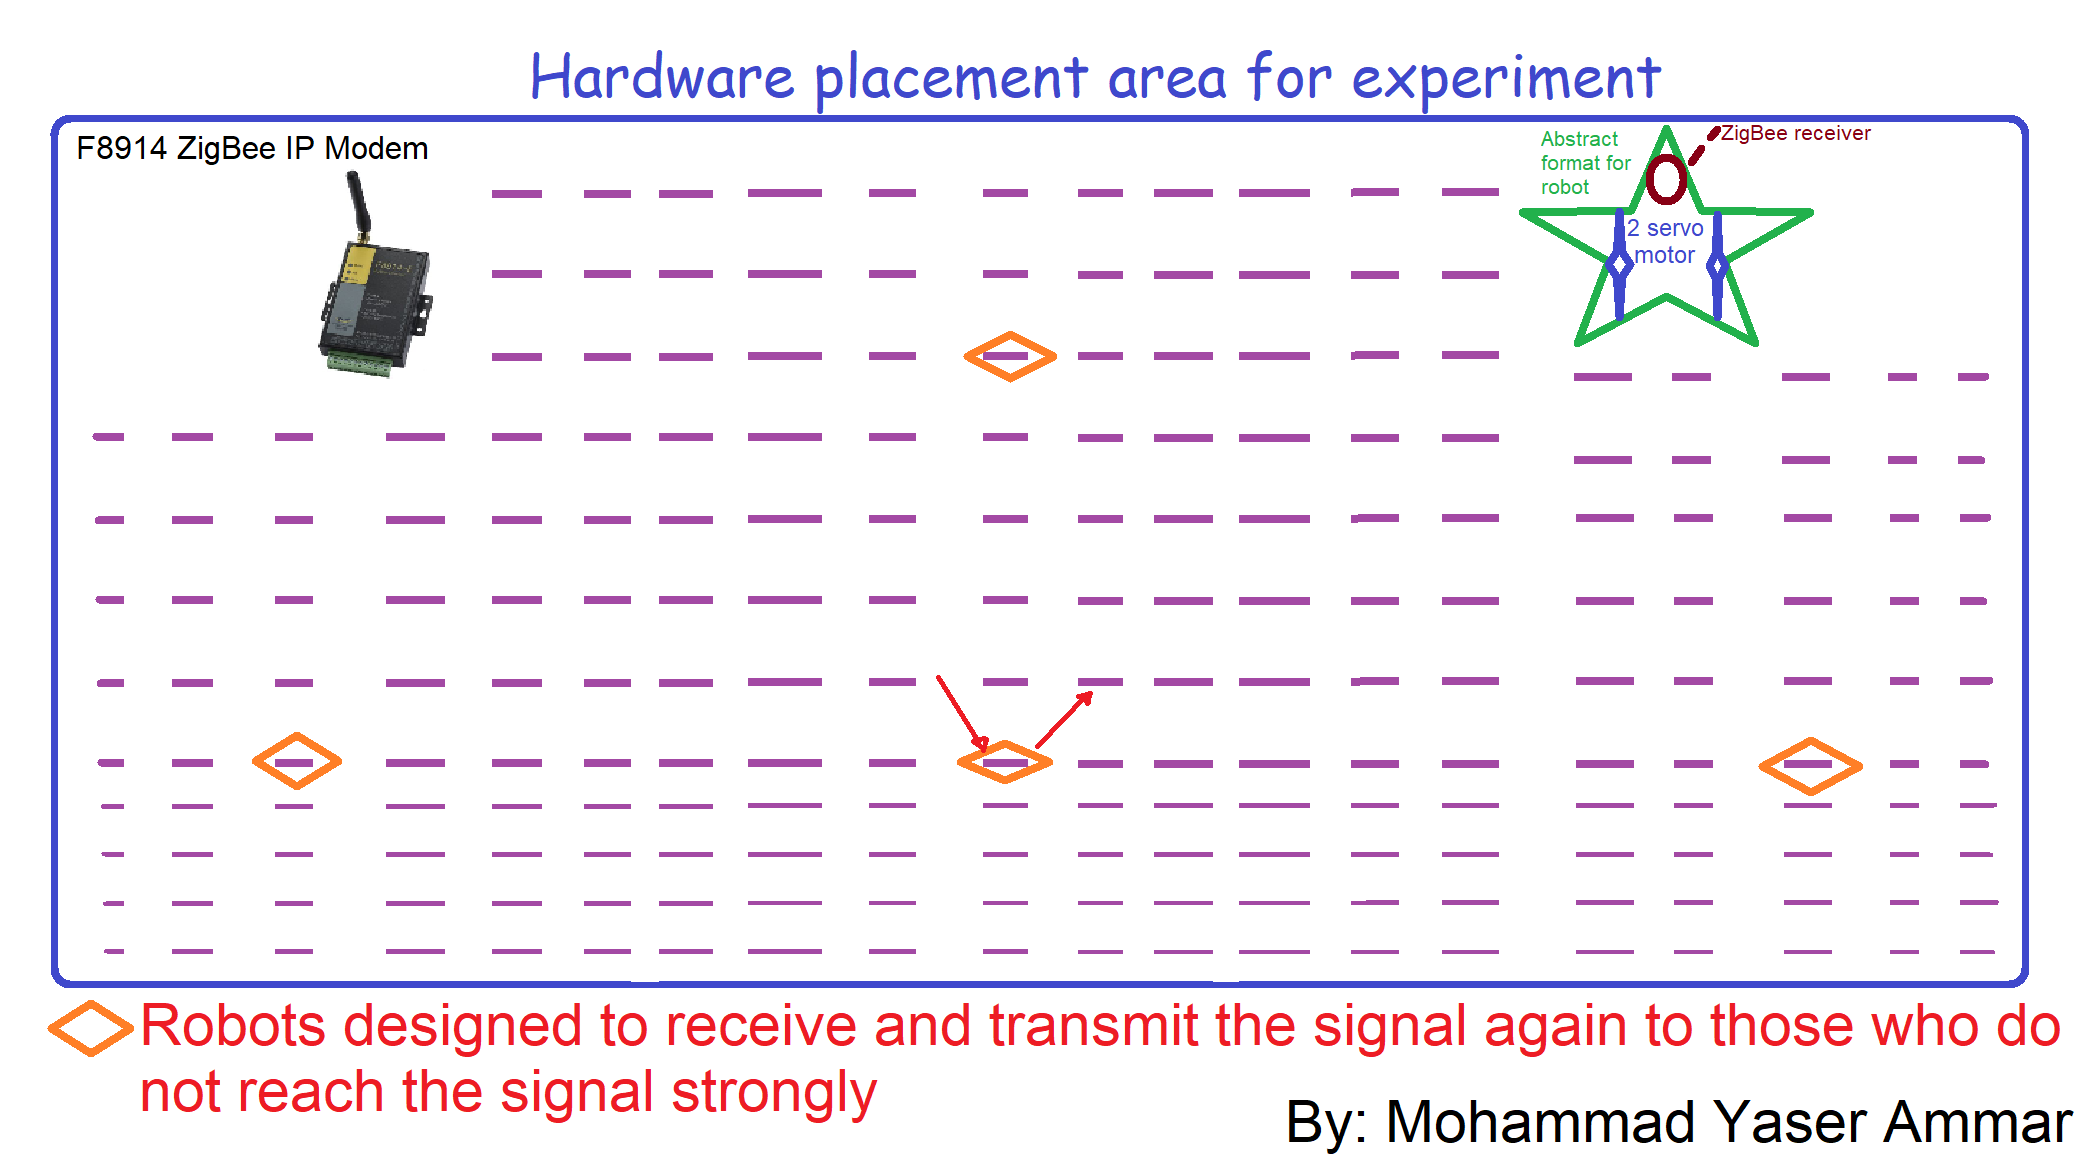 Hardware placement area for experiment
F8914 ZigBee IP Modem
Abstract
format for
robot
ZigBee receiver
2 servo
motor
Robots designed to receive and transmit the signal again to those who do
not reach the signal strongly
By: Mohammad Yaser Ammar